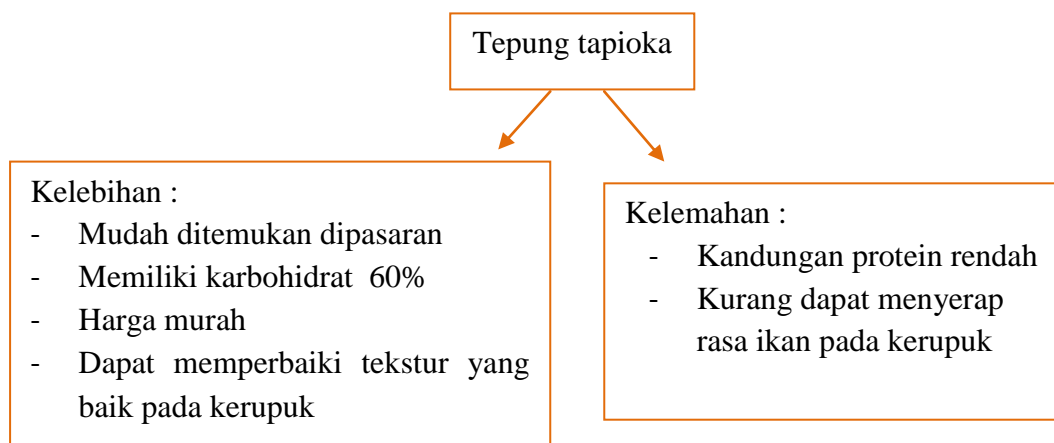 Tepung tapioka
Kelebihan :
- Mudah ditemukan dipasaran
- Memiliki karbohidrat 60%
- Harga murah
- Dapat memperbaiki tekstur yang
baik pada kerupuk
Kelemahan :
- Kandungan protein rendah
- Kurang dapat menyerap
rasa ikan pada kerupuk